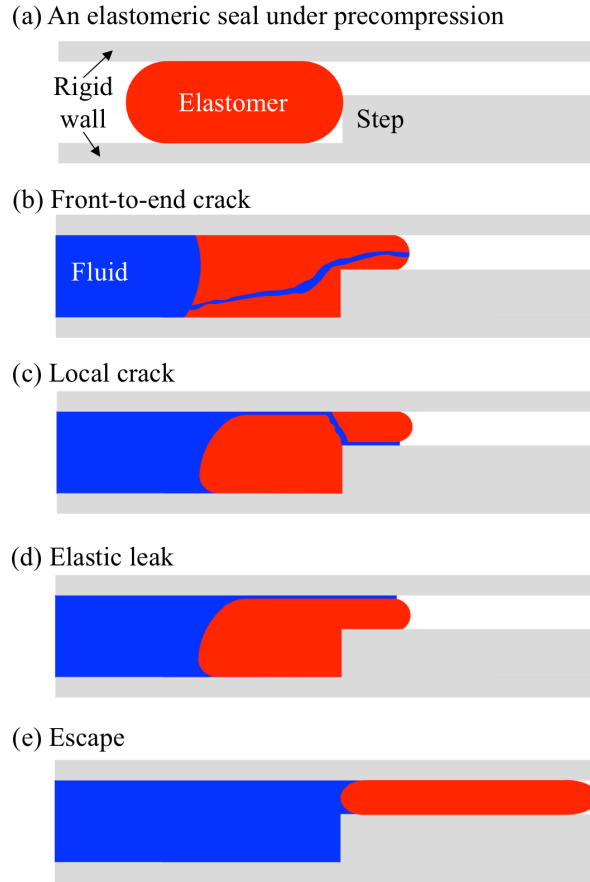 (a) An elastomeric seal under precompression
Rigid
wall
Elastomer
Step
(b) Front-to-end crack
Fluid
(c) Local crack
(d) Elastic leak
(e) Escape